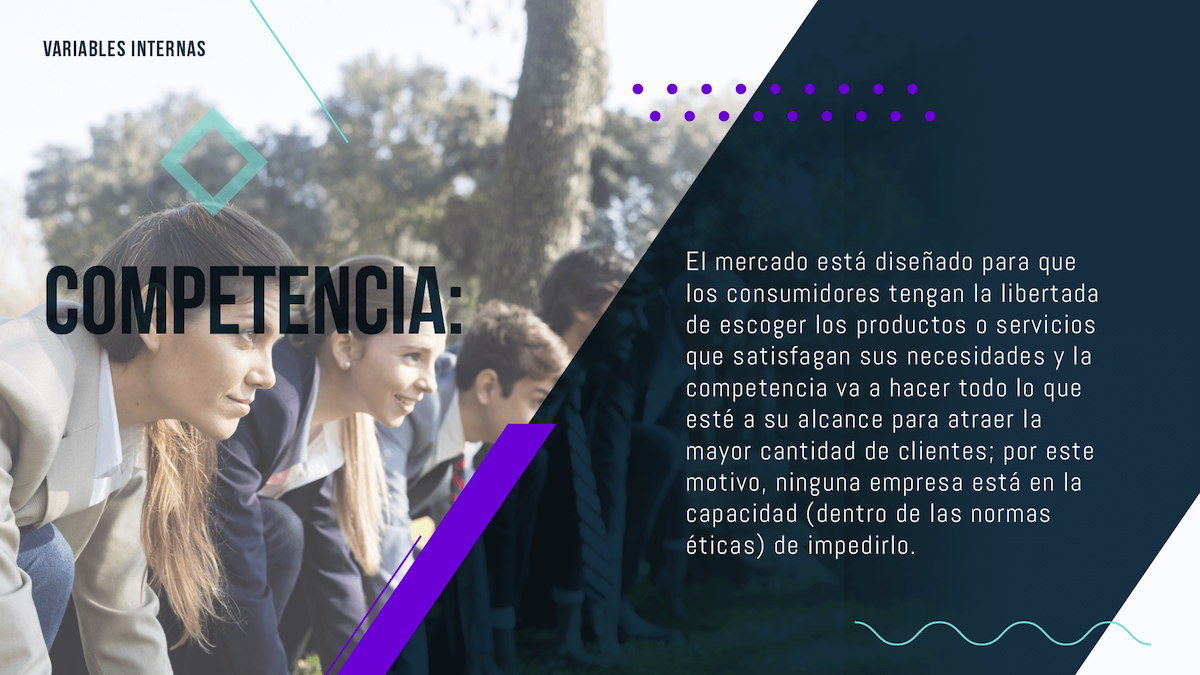 VARIABLES INTERNAS
COMPETENCIA:
El mercado está diseñado para que
los consumidores tengan la libertada
de escoger los productos o servicios
que satisfagan sus necesidades y la
competencia va a hacer todo lo que
esté a su alcance para atraer la
mayor cantidad de clientes; por este
motivo, ninguna empresa está en la
capacidad (dentro de las normas
éticas) de impedirlo.